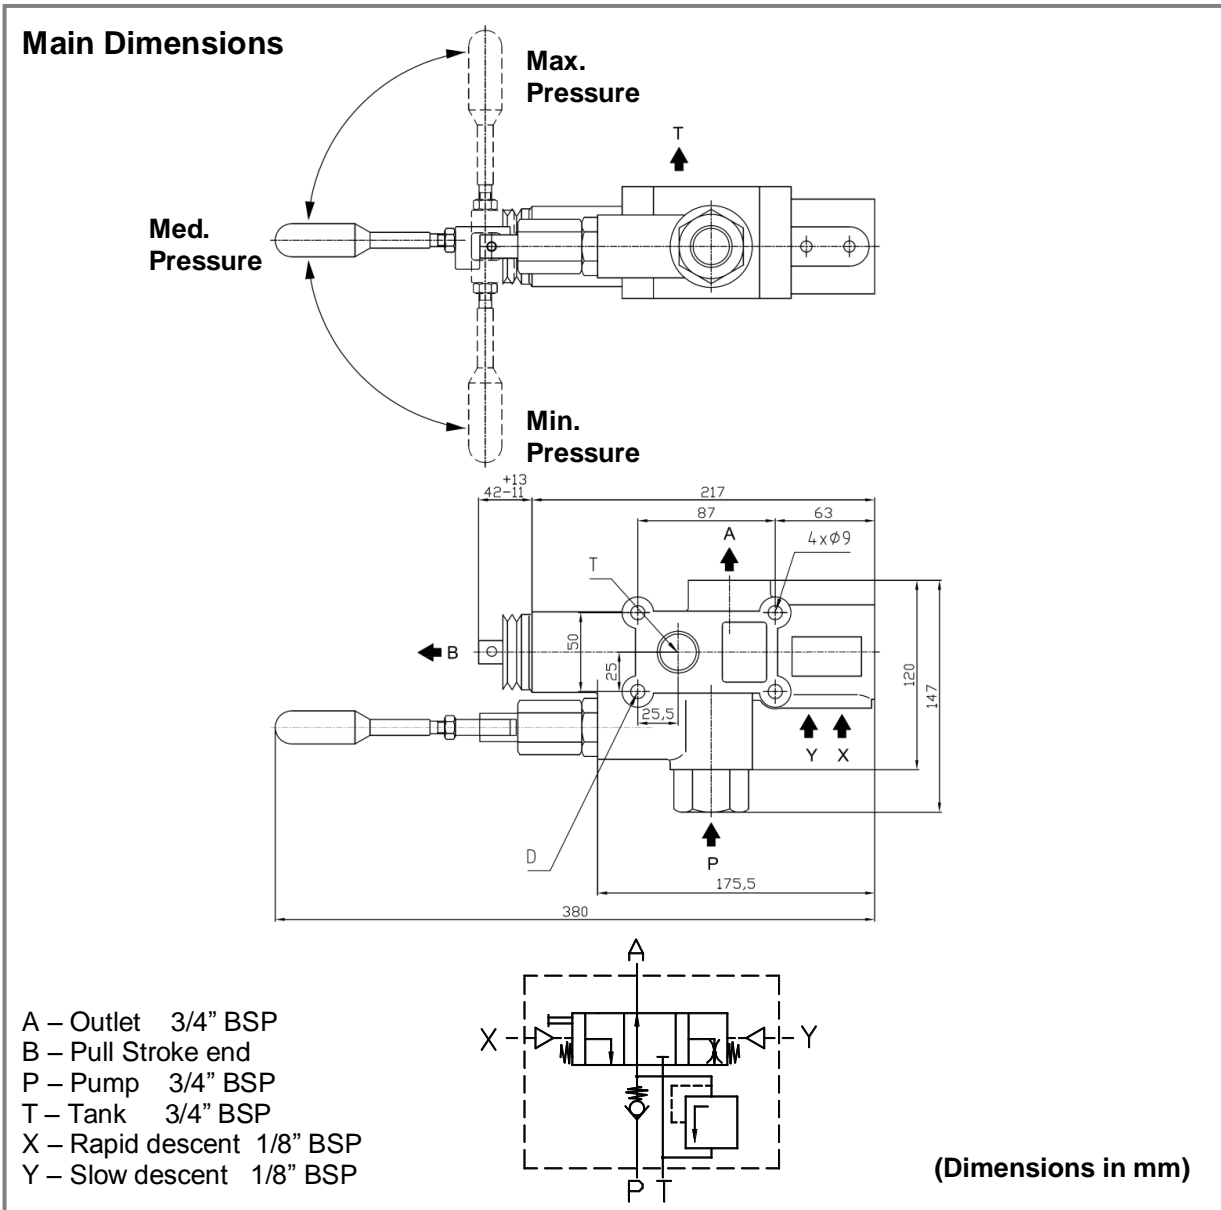 Main Dimensions
Max.
Pressure
T
Med.
Pressure
Min.
Pressure
+13
42-11
217
87
63
A
4xØ9
T
B
50
25
25,5
120
147
Y X
D
P
175,5
380
A
X
Y
P T
A – Outlet 3/4” BSP
B – Pull Stroke end
P – Pump 3/4” BSP
T – Tank 3/4” BSP
X – Rapid descent 1/8” BSP
Y – Slow descent 1/8” BSP
(Dimensions in mm)